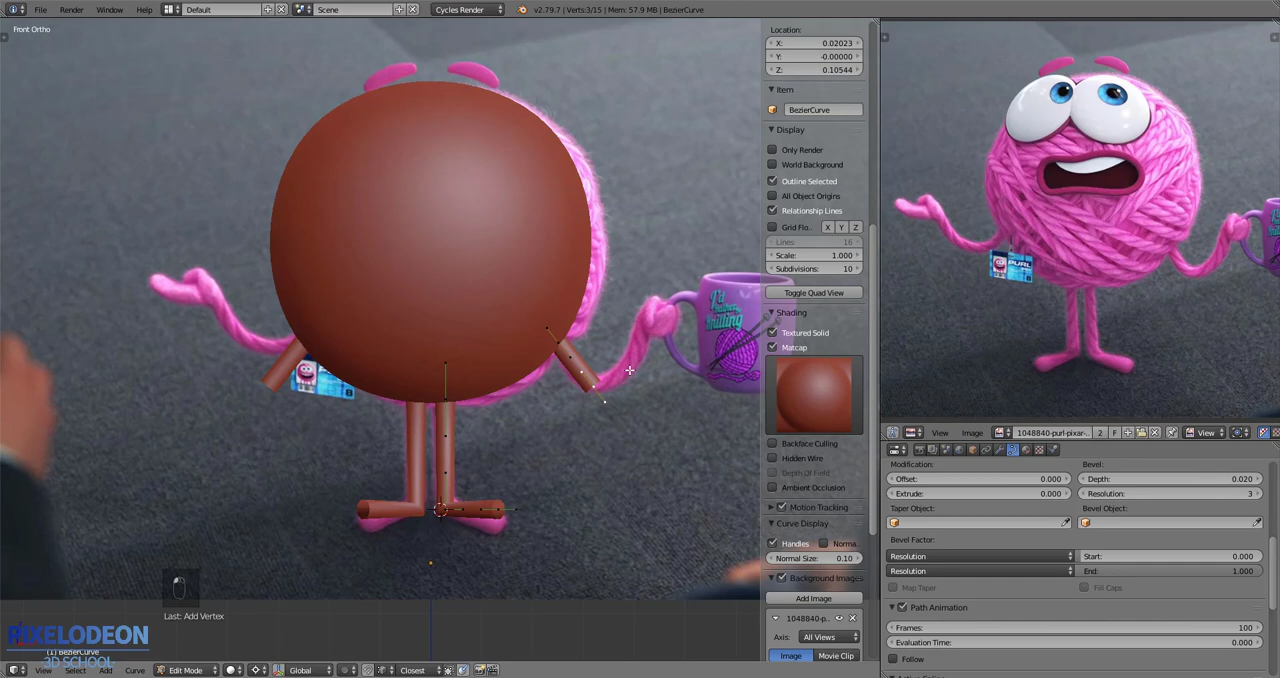 File Render Window Help Default Scene Cycles Render v2.79.7 | Verts:3/15 | Mem: 57.9 MB | BezierCurve
Front Ortho
Location:
X: 0.02023
Y: -0.00000
Z: 0.10544
Item
BezierCurve
Display
Only Render
World Background
Outline Selected
All Object Origins
Relationship Lines
Grid Flo.. X Y Z
Lines: 16
Scale: 1.000
Subdivisions: 10
Toggle Quad View
Shading
Textured Solid
Matcap
Backface Culling
Hidden Wire
Depth Of Field
Ambient Occlusion
Motion Tracking
Curve Display
Handles Norma..
Normal Size: 0.10
Background Images
Add Image
1048840-p..
Axis: All Views
Image Movie Clip
I'd
Knitting
PURL
View Image 1048840-purl-pixar-... 2 F View
Modification: Bevel:
Offset: 0.000 Depth: 0.020
Extrude: 0.000 Resolution: 3
Taper Object: Bevel Object:
Bevel Factor:
Resolution Start: 0.000
Resolution End: 1.000
Map Taper Fill Caps
Path Animation
Frames: 100
Evaluation Time: 0.000
Follow
Last: Add Vertex
PIXELODEON
3D SCHOOL
(1) BezierCurve
View Select Add Curve Edit Mode Global Closest